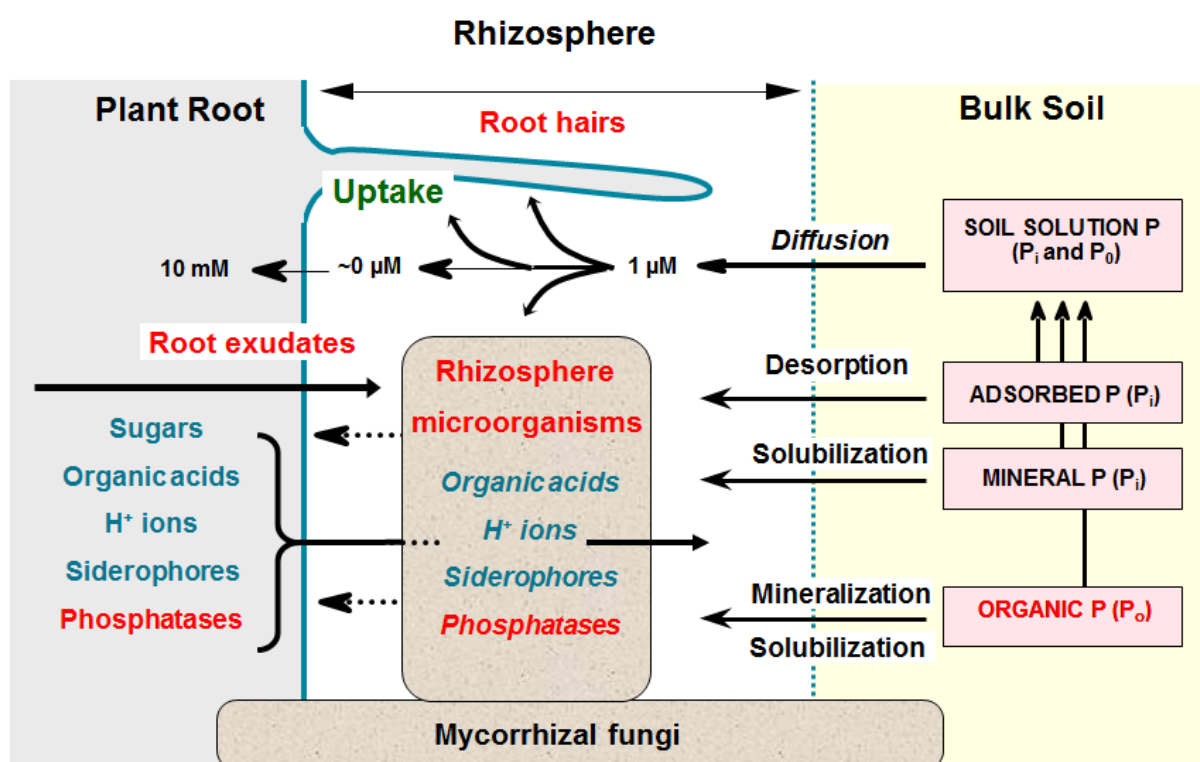 Rhizosphere
Plant Root
Root hairs
Bulk Soil
Uptake
Diffusion
SOIL SOLUTION P
(Pi and P0)
10 mM
~0 µM
1 µM
Root exudates
Rhizosphere
microorganisms
Desorption
ADSORBED P (Pi)
Sugars
Organic acids
H+ ions
Siderophores
Phosphatases
Organic acids
H+ ions
Siderophores
Phosphatases
Solubilization
MINERAL P (Pi)
Mineralization
Solubilization
ORGANIC P (Po)
Mycorrhizal fungi